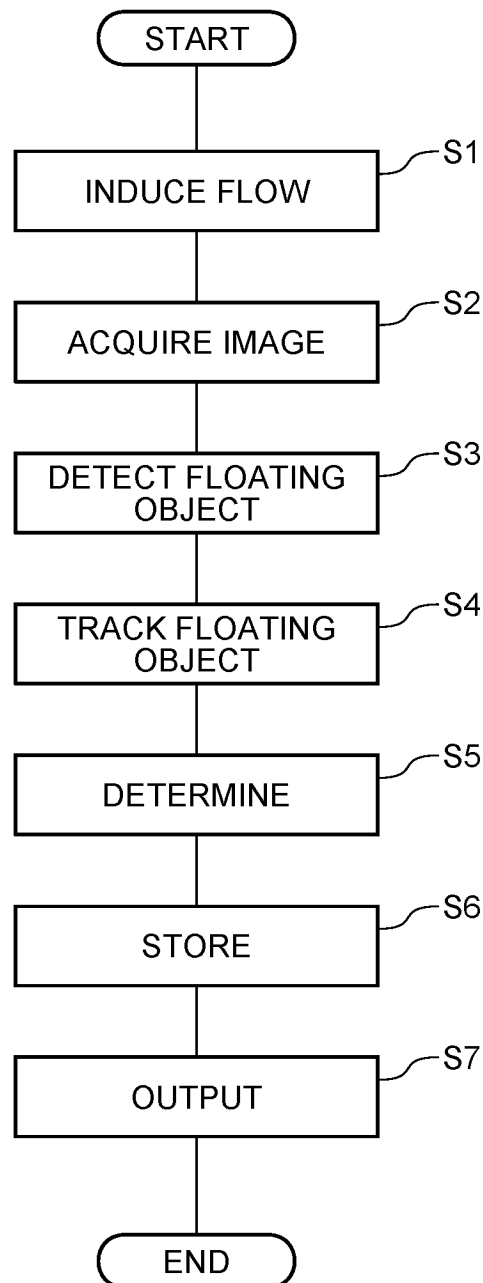 START
S1
INDUCE FLOW
S2
ACQUIRE IMAGE
S3
DETECT FLOATING
OBJECT
S4
TRACK FLOATING
OBJECT
S5
DETERMINE
S6
STORE
S7
OUTPUT
END